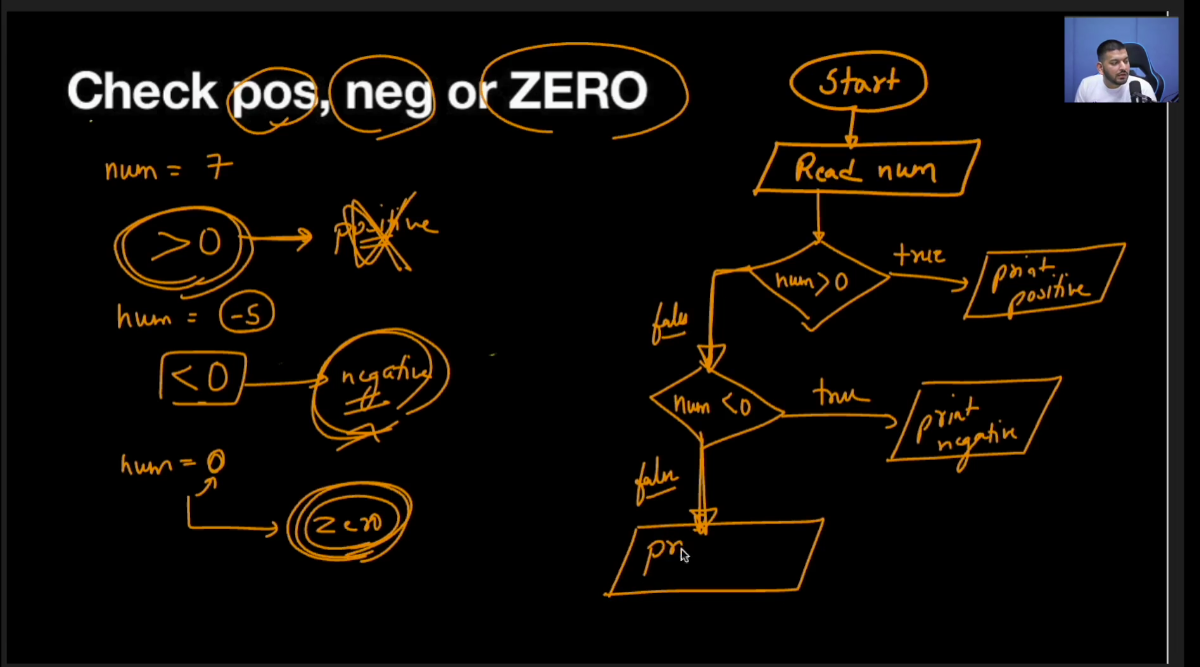 Check pos, neg or ZERO
num = 7
>0 → positive
num = -5
<0 → negative
num = 0
zero
Start
Read num
num>0
true
print
positive
false
num <0
true
print
negative
false
pr